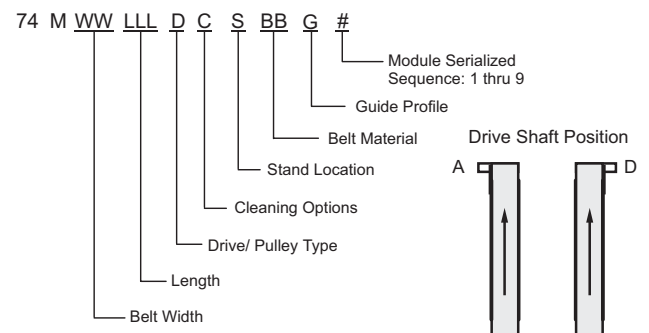 74 M WW LLL D C S BB G #
Module Serialized
Sequence: 1 thru 9
Guide Profile
Belt Material
Stand Location
Cleaning Options
Drive/ Pulley Type
Length
Belt Width
Drive Shaft Position
A D